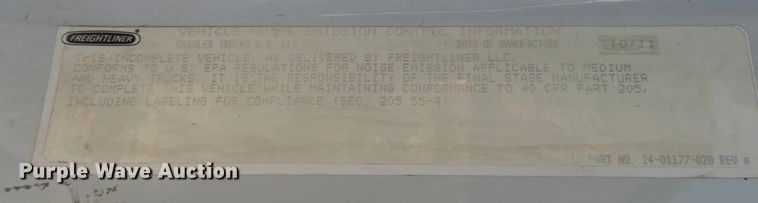 FREIGHTLINER
VEHICLE NOISE EMISSION CONTROL INFORMATION
DAIMLER TRUCKS N.A. LLC DATE OF MANUFACTURE 10/11
THIS INCOMPLETE VEHICLE, AS DELIVERED BY FREIGHTLINER LLC,
CONFORMS TO U S' EPA REGULATIONS FOR NOISE EMISSION APPLICABLE TO MEDIUM
AND HEAVY TRUCKS. IT IS THE RESPONSIBILITY OF THE FINAL STAGE MANUFACTURER
TO COMPLETE THIS VEHICLE WHILE MAINTAINING CONFORMANCE TO 40 CFR PART 205,
INCLUDING LABELING FOR COMPLIANCE (SEC. 205 55-4)
PART NO. 24-01177-020 REV A
Purple Wave Auction